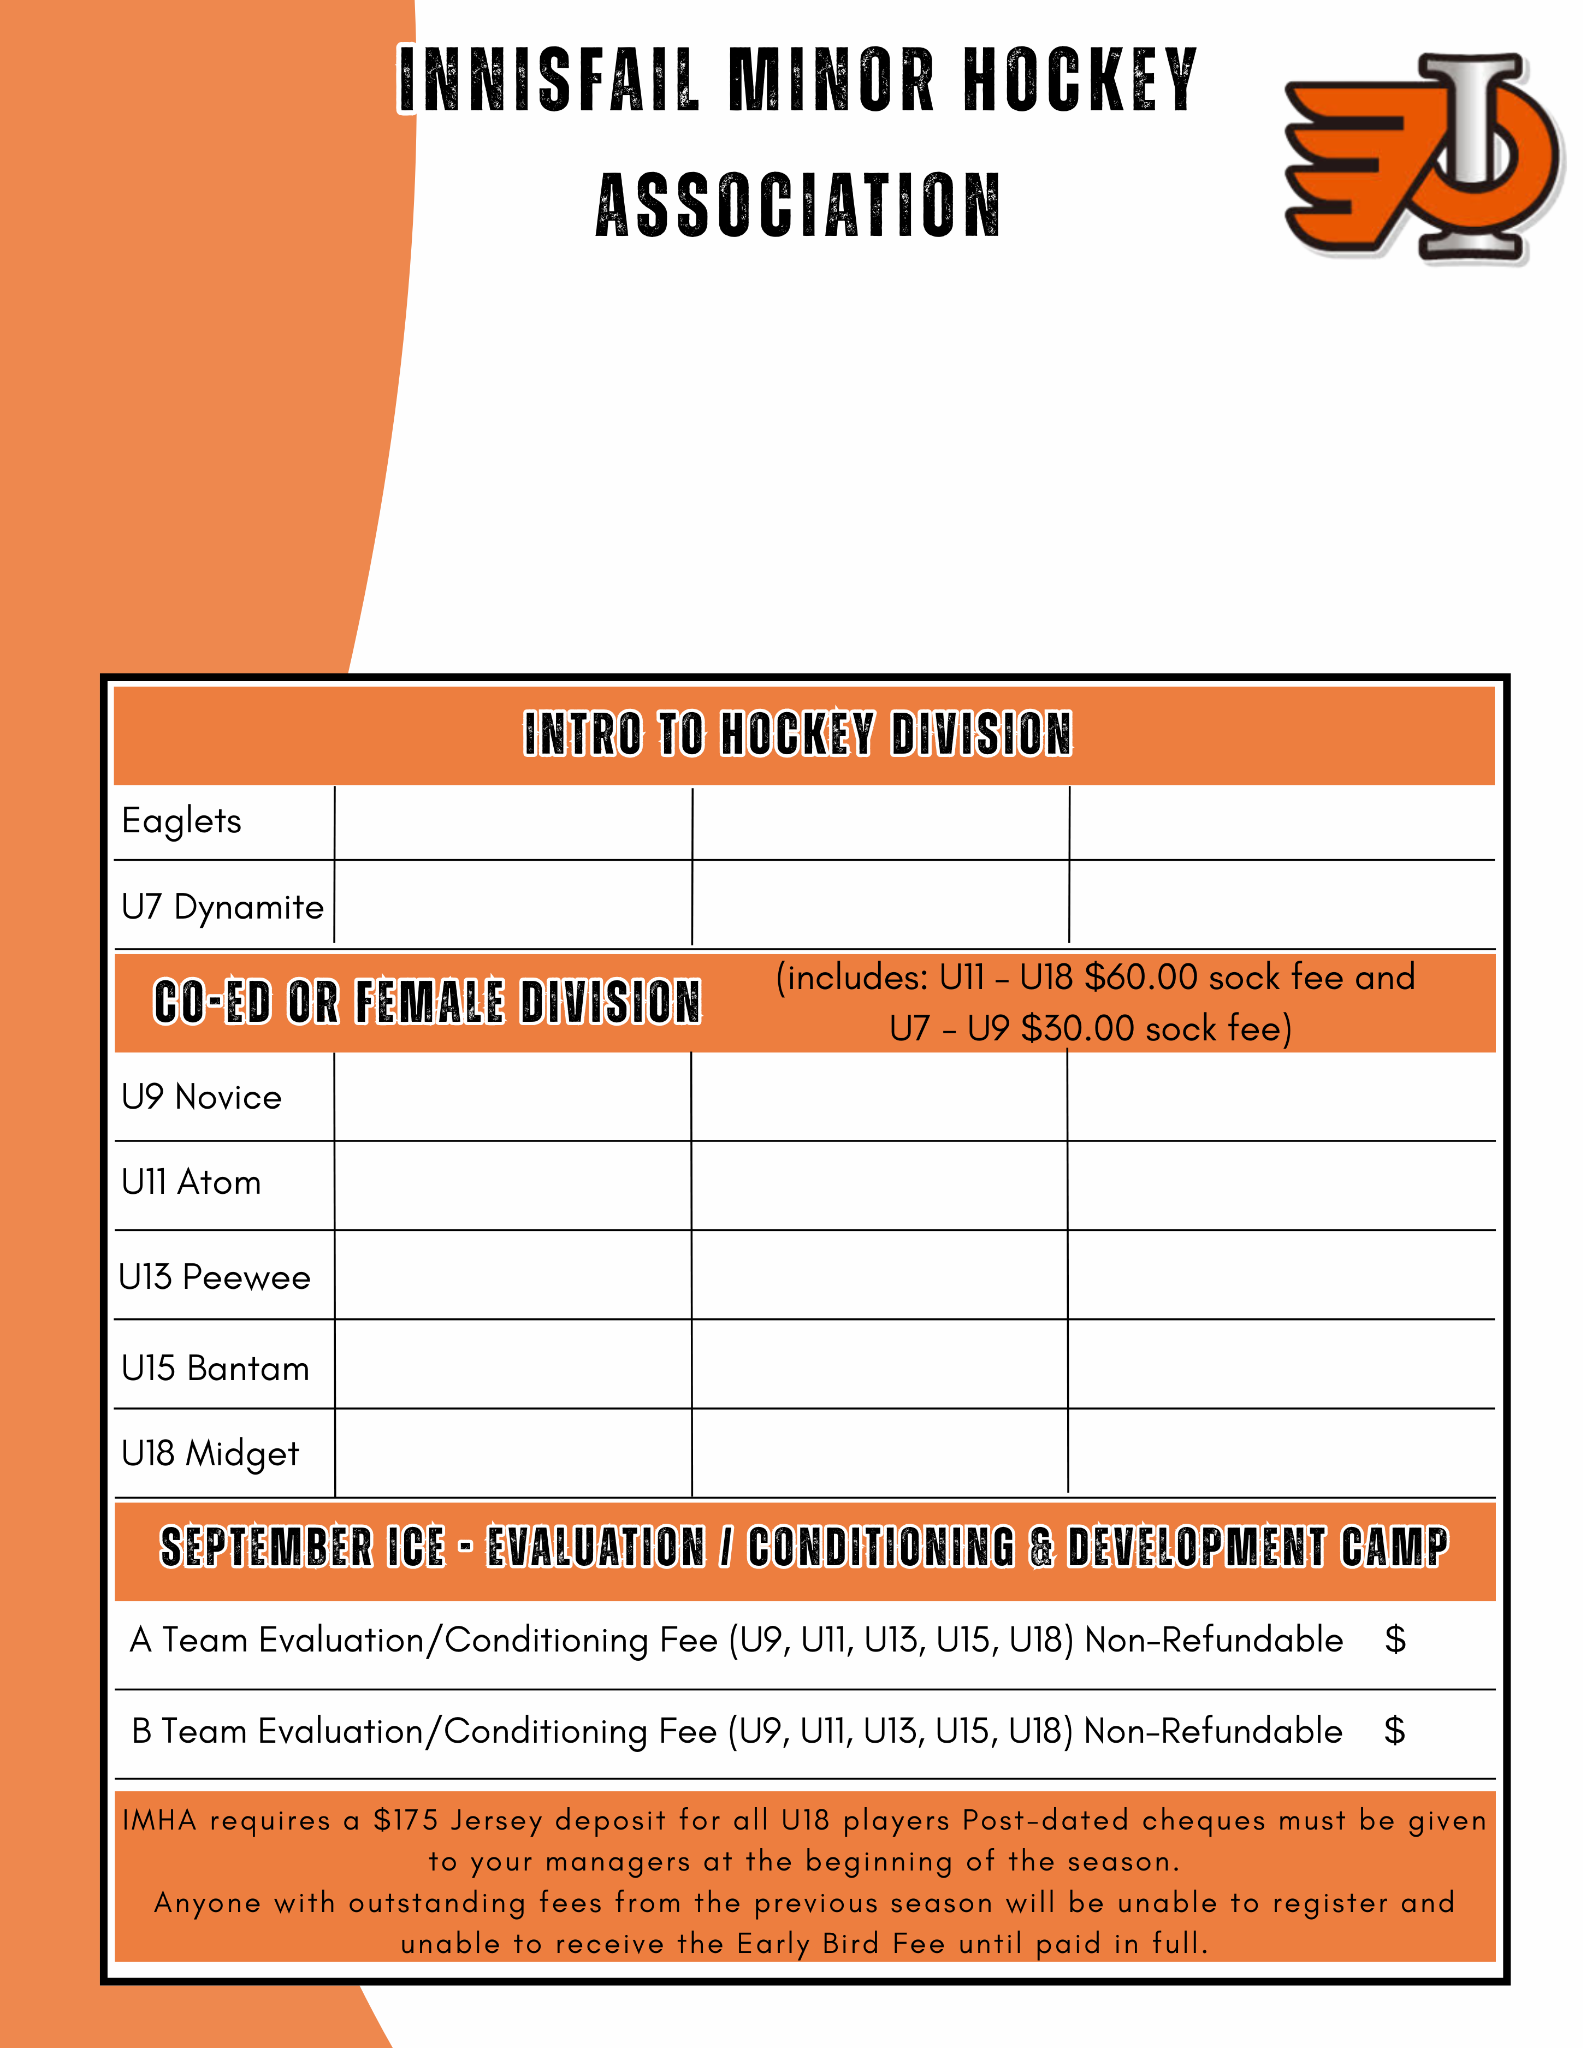 INNISFAIL MINOR HOCKEY
ASSOCIATION
INTRO TO HOCKEY DIVISION
Eaglets
U7 Dynamite
CO-ED OR FEMALE DIVISION
(includes: U11 - U18 $60.00 sock fee and
U7 - U9 $30.00 sock fee)
U9 Novice
U11 Atom
U13 Peewee
U15 Bantam
U18 Midget
SEPTEMBER ICE - EVALUATION / CONDITIONING & DEVELOPMENT CAMP
A Team Evaluation/Conditioning Fee (U9, U11, U13, U15, U18) Non-Refundable $
B Team Evaluation/Conditioning Fee (U9, U11, U13, U15, U18) Non-Refundable $
IMHA requires a $175 Jersey deposit for all U18 players Post-dated cheques must be given
to your managers at the beginning of the season.
Anyone with outstanding fees from the previous season will be unable to register and
unable to receive the Early Bird Fee until paid in full.